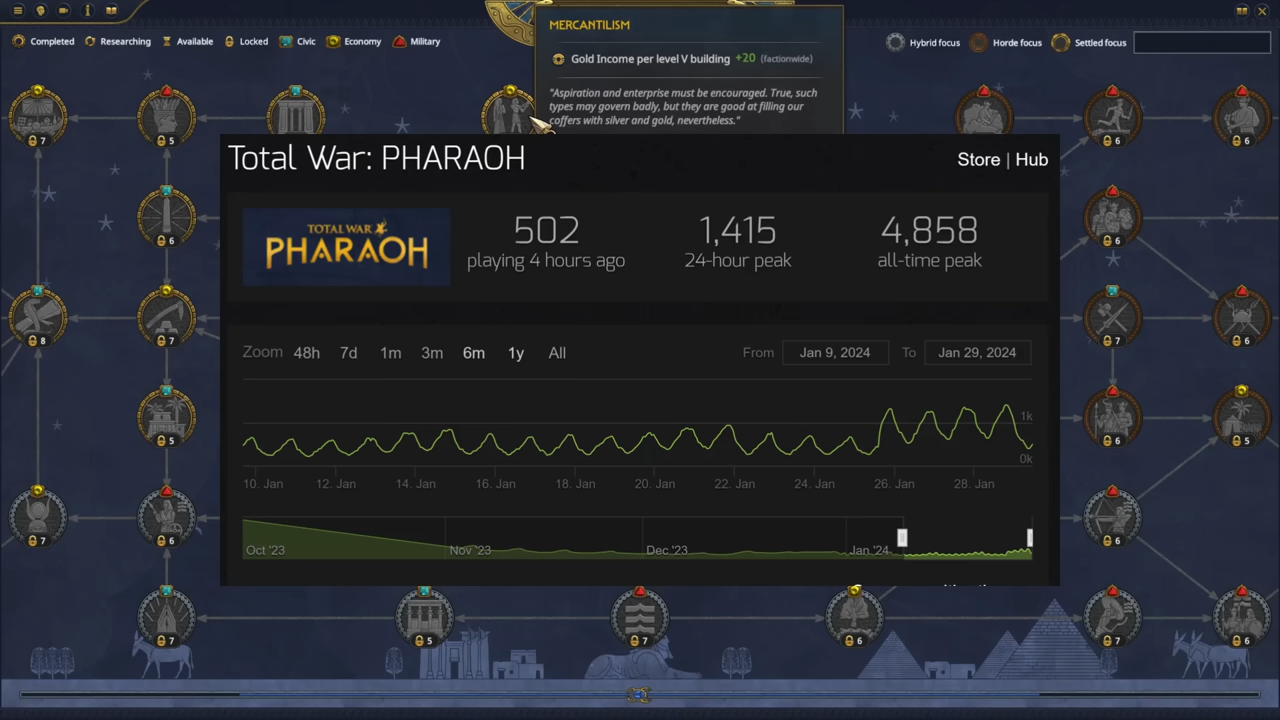 Completed
Researching
Available
Locked
Civic
Economy
Military
MERCANTILISM
Gold Income per level V building +20 (factionwide)
"Aspiration and enterprise must be encouraged. True, such
types may govern badly, but they are good at filling our
coffers with silver and gold, nevertheless."
Hybrid focus
Horde focus
Settled focus
7
5
6
6
6
Total War: PHARAOH
Store | Hub
TOTAL WAR
PHARAOH
502
playing 4 hours ago
1,415
24-hour peak
4,858
all-time peak
6
6
8
7
7
6
Zoom 48h 7d 1m 3m 6m 1y All
From Jan 9, 2024 To Jan 29, 2024
1k
0k
10. Jan 12. Jan 14. Jan 16. Jan 18. Jan 20. Jan 22. Jan 24. Jan 26. Jan 28. Jan
5
6
5
Oct '23 Nov '23 Dec '23 Jan '24
7
6
6
7
5
7
6
7
6